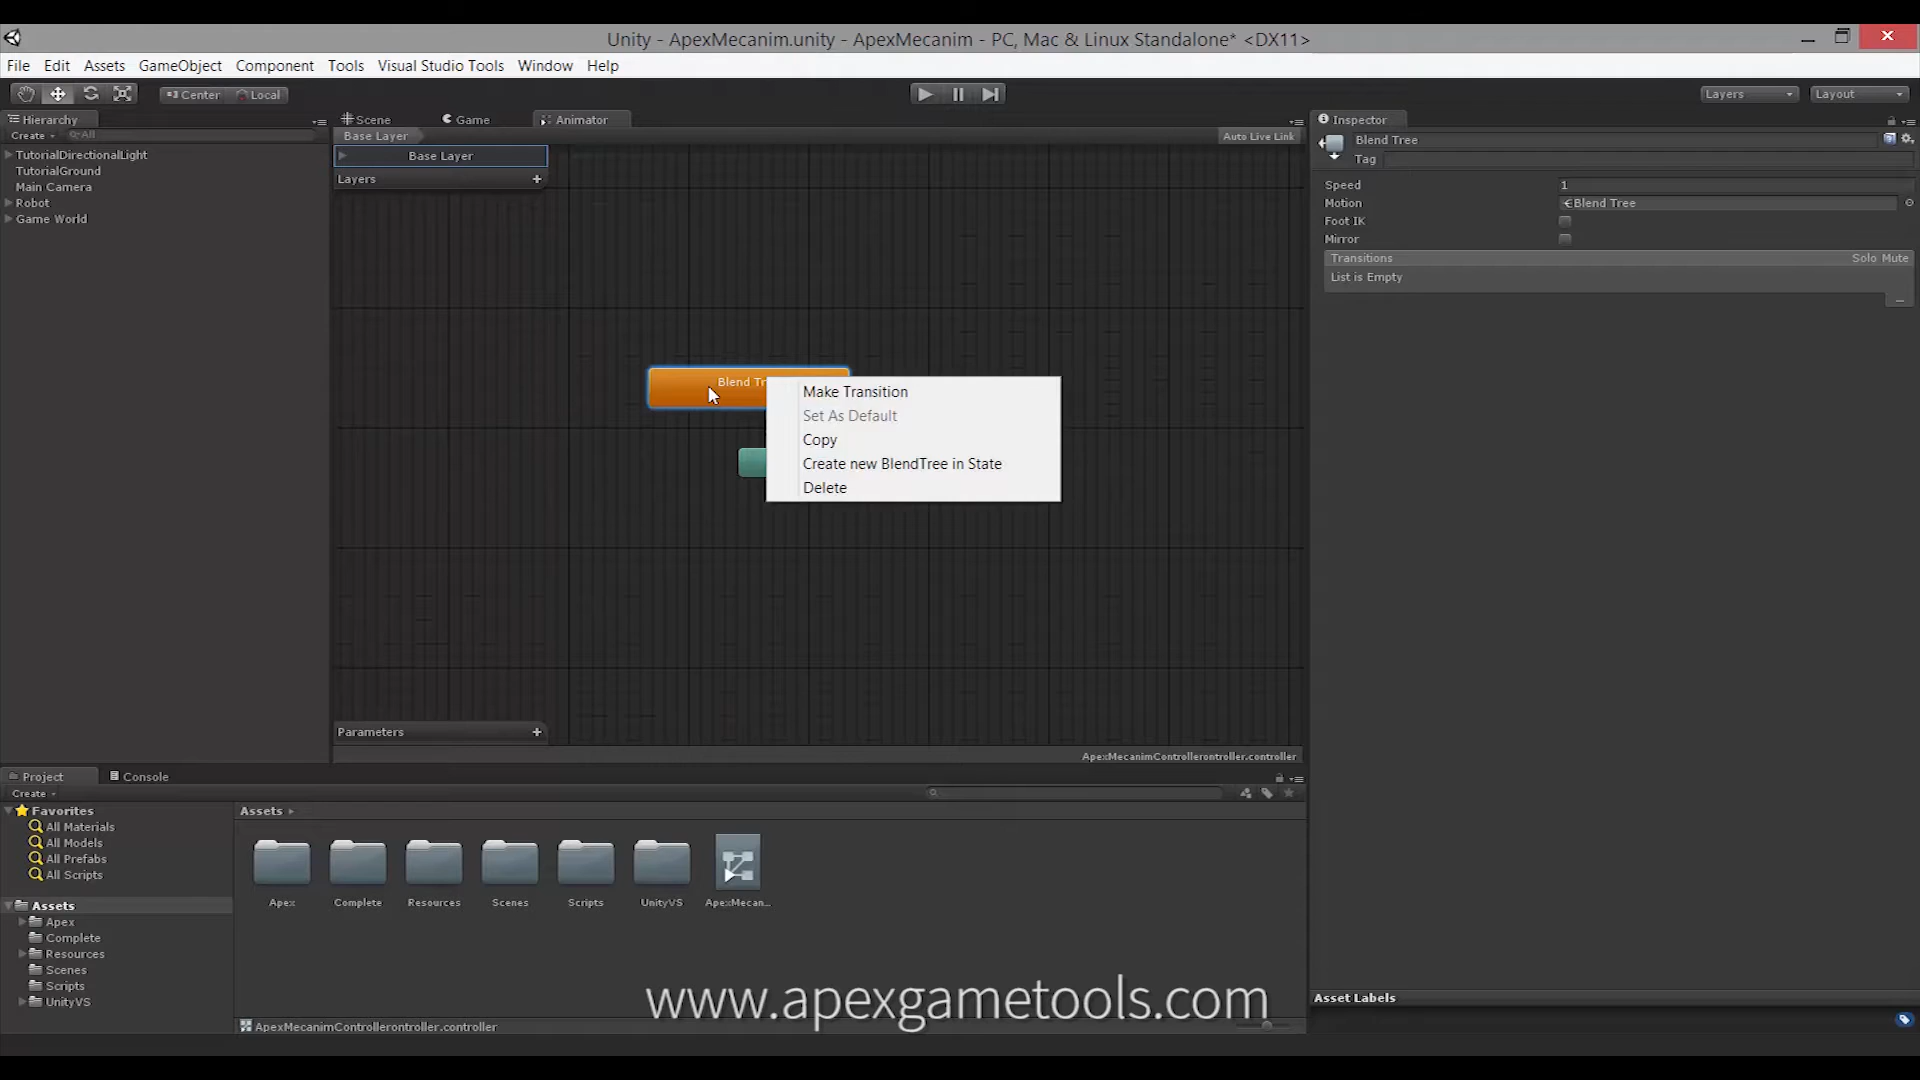 Unity - ApexMecanim.unity - ApexMecanim - PC, Mac & Linux Standalone* <DX11>
File Edit Assets GameObject Component Tools Visual Studio Tools Window Help
Center Local
Layers Layout
Hierarchy
Create All
TutorialDirectionalLight
TutorialGround
Main Camera
Robot
Game World
Scene Game Animator
Base Layer Auto Live Link
Base Layer
Layers +
Blend Tr
Make Transition
Set As Default
Copy
Create new BlendTree in State
Delete
Parameters +
ApexMecanimControllerontroller.controller
Inspector
Blend Tree
Tag
Speed 1
Motion Blend Tree
Foot IK
Mirror
Transitions Solo Mute
List is Empty
Project Console
Create
Favorites
All Materials
All Models
All Prefabs
All Scripts
Assets
Apex
Complete
Resources
Scenes
Scripts
UnityVS
Assets
Apex Complete Resources Scenes Scripts UnityVS ApexMecan...
www.apexgametools.com
ApexMecanimControllerontroller.controller
Asset Labels